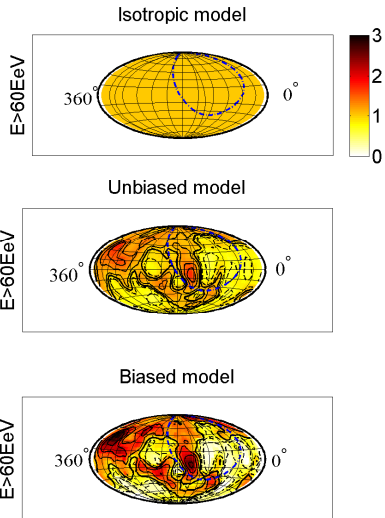 Isotropic model
E>60EeV
360°
0°
3
2
1
0
Unbiased model
E>60EeV
360°
0°
Biased model
E>60EeV
360°
0°